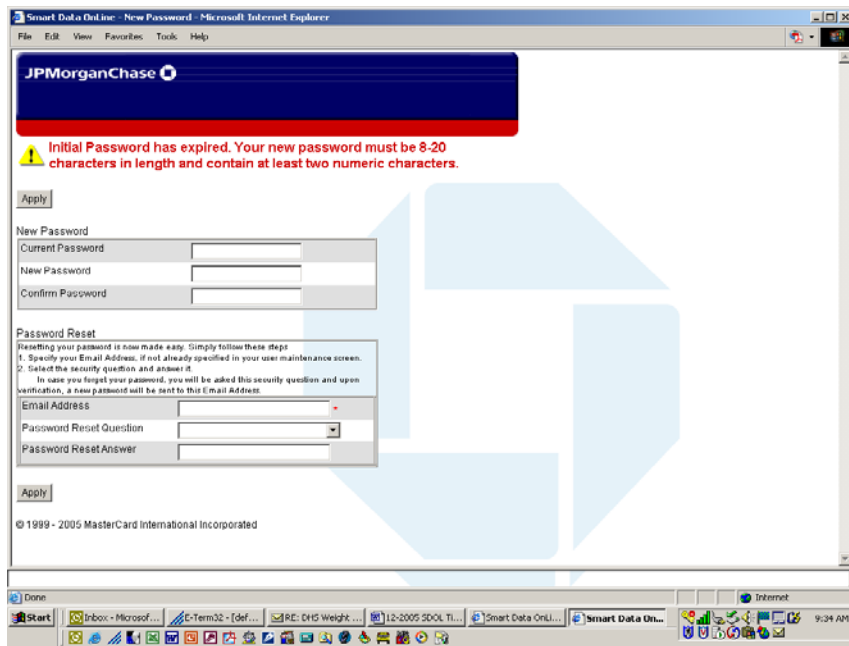 Smart Data OnLine - New Password - Microsoft Internet Explorer
File Edit View Favorites Tools Help
JPMorganChase
Initial Password has expired. Your new password must be 8-20
characters in length and contain at least two numeric characters.
Apply
New Password
Current Password
New Password
Confirm Password
Password Reset
Resetting your password is now made easy. Simply follow these steps
1. Specify your Email Address, if not already specified in your user maintenance screen.
2. Select the security question and answer it.
In case you forget your password, you will be asked this security question and upon
verification, a new password will be sent to this Email Address
Email Address *
Password Reset Question
Password Reset Answer
Apply
© 1999 - 2005 MasterCard International Incorporated
Done Internet
Start Inbox - Microsof... E-Term32 - [def... RE: DHS Weight ... 12-2005 SDOL Ti... Smart Data OnLi... Smart Data On... 9:34 AM